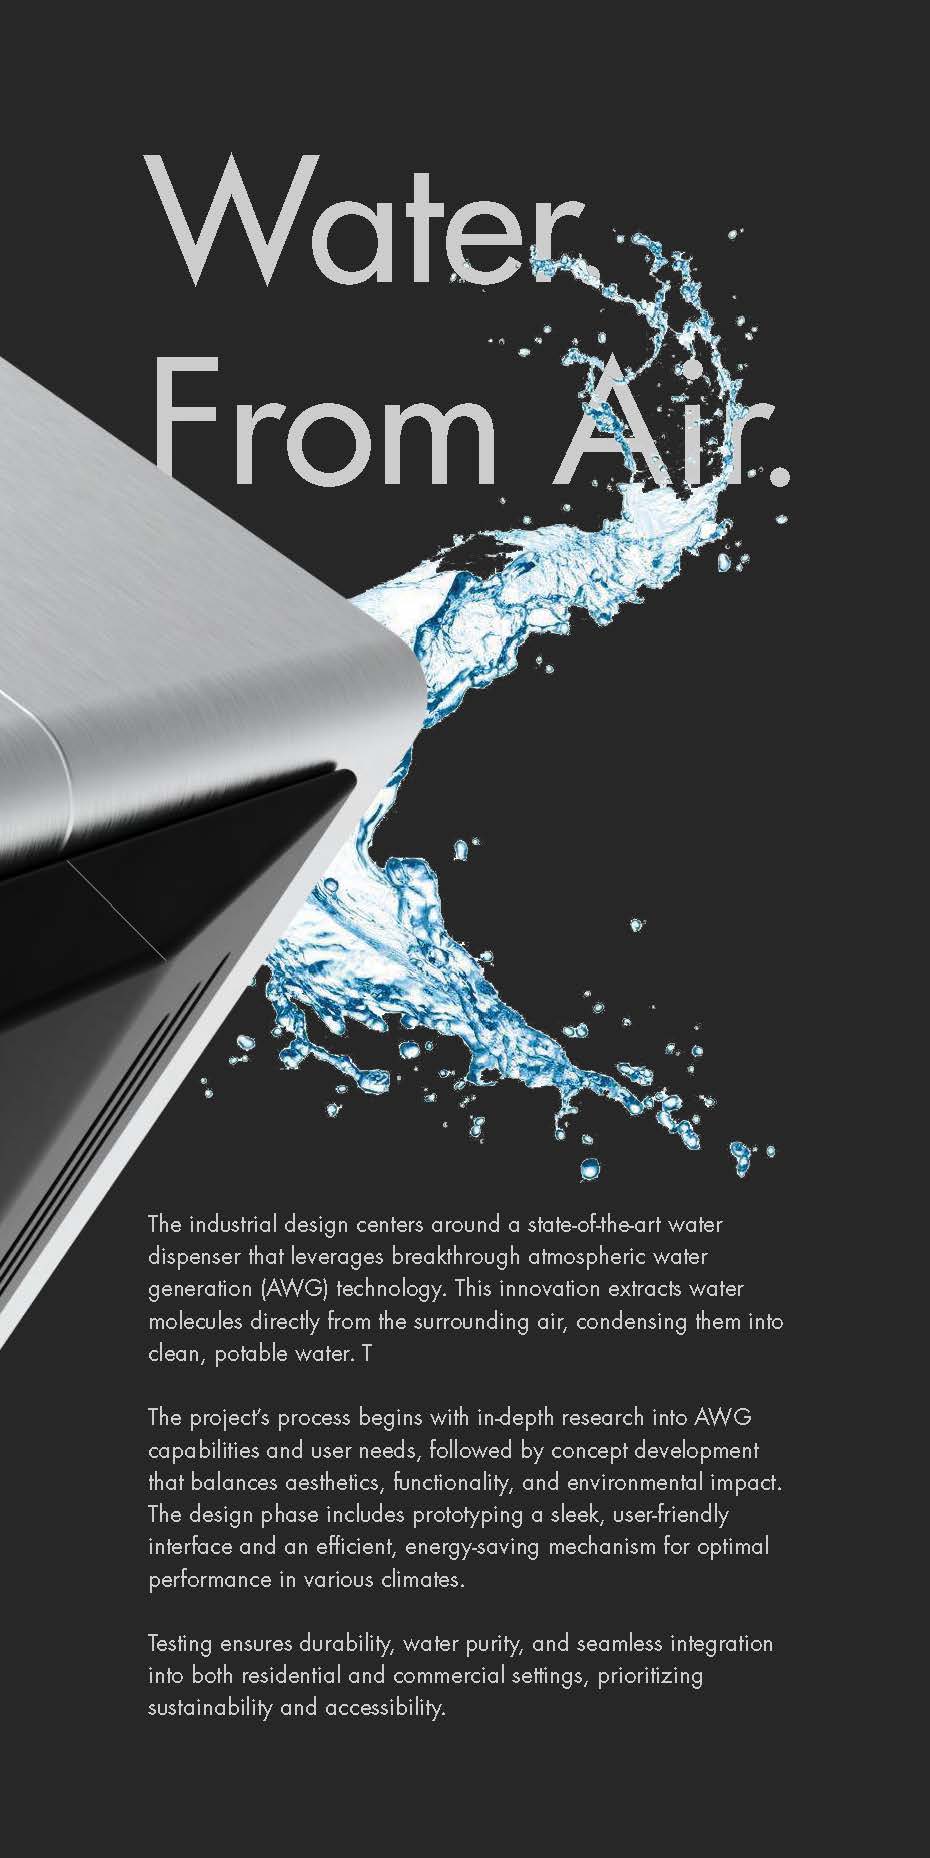 Water.
From Air.
The industrial design centers around a state-of-the-art water
dispenser that leverages breakthrough atmospheric water
generation (AWG) technology. This innovation extracts water
molecules directly from the surrounding air, condensing them into
clean, potable water. T
The project's process begins with in-depth research into AWG
capabilities and user needs, followed by concept development
that balances aesthetics, functionality, and environmental impact.
The design phase includes prototyping a sleek, user-friendly
interface and an efficient, energy-saving mechanism for optimal
performance in various climates.
Testing ensures durability, water purity, and seamless integration
into both residential and commercial settings, prioritizing
sustainability and accessibility.